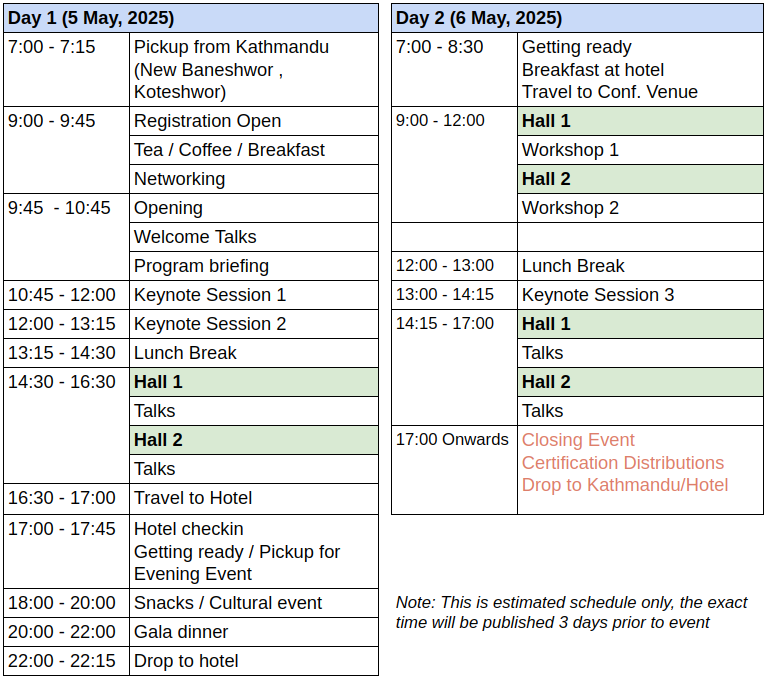 Day 1 (5 May, 2025)
7:00 - 7:15 Pickup from Kathmandu
(New Baneshwor ,
Koteshwor)
9:00 - 9:45 Registration Open
Tea / Coffee / Breakfast
Networking
9:45 - 10:45 Opening
Welcome Talks
Program briefing
10:45 - 12:00 Keynote Session 1
12:00 - 13:15 Keynote Session 2
13:15 - 14:30 Lunch Break
14:30 - 16:30 Hall 1
Talks
Hall 2
Talks
16:30 - 17:00 Travel to Hotel
17:00 - 17:45 Hotel checkin
Getting ready / Pickup for
Evening Event
18:00 - 20:00 Snacks / Cultural event
20:00 - 22:00 Gala dinner
22:00 - 22:15 Drop to hotel
Day 2 (6 May, 2025)
7:00 - 8:30 Getting ready
Breakfast at hotel
Travel to Conf. Venue
9:00 - 12:00 Hall 1
Workshop 1
Hall 2
Workshop 2
12:00 - 13:00 Lunch Break
13:00 - 14:15 Keynote Session 3
14:15 - 17:00 Hall 1
Talks
Hall 2
Talks
17:00 Onwards Closing Event
Certification Distributions
Drop to Kathmandu/Hotel
Note: This is estimated schedule only, the exact
time will be published 3 days prior to event